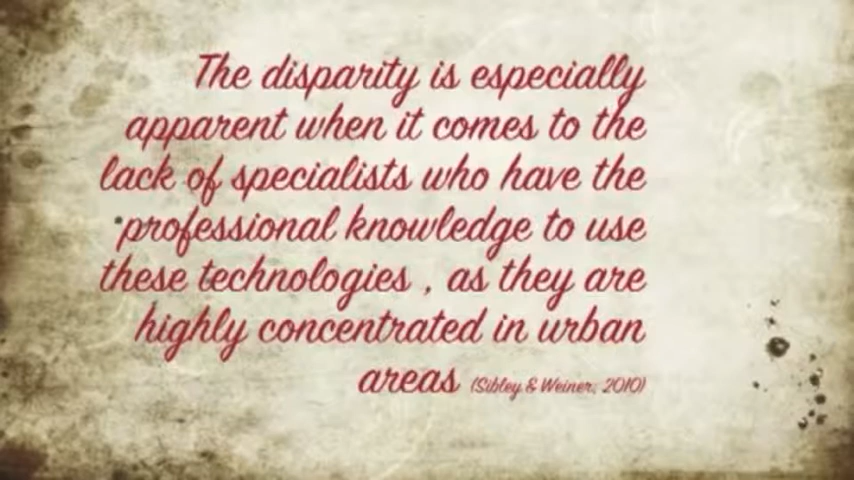 The disparity is especially
apparent when it comes to the
lack of specialists who have the
professional knowledge to use
these technologies , as they are
highly concentrated in urban
areas (Sibley & Weiner, 2010)